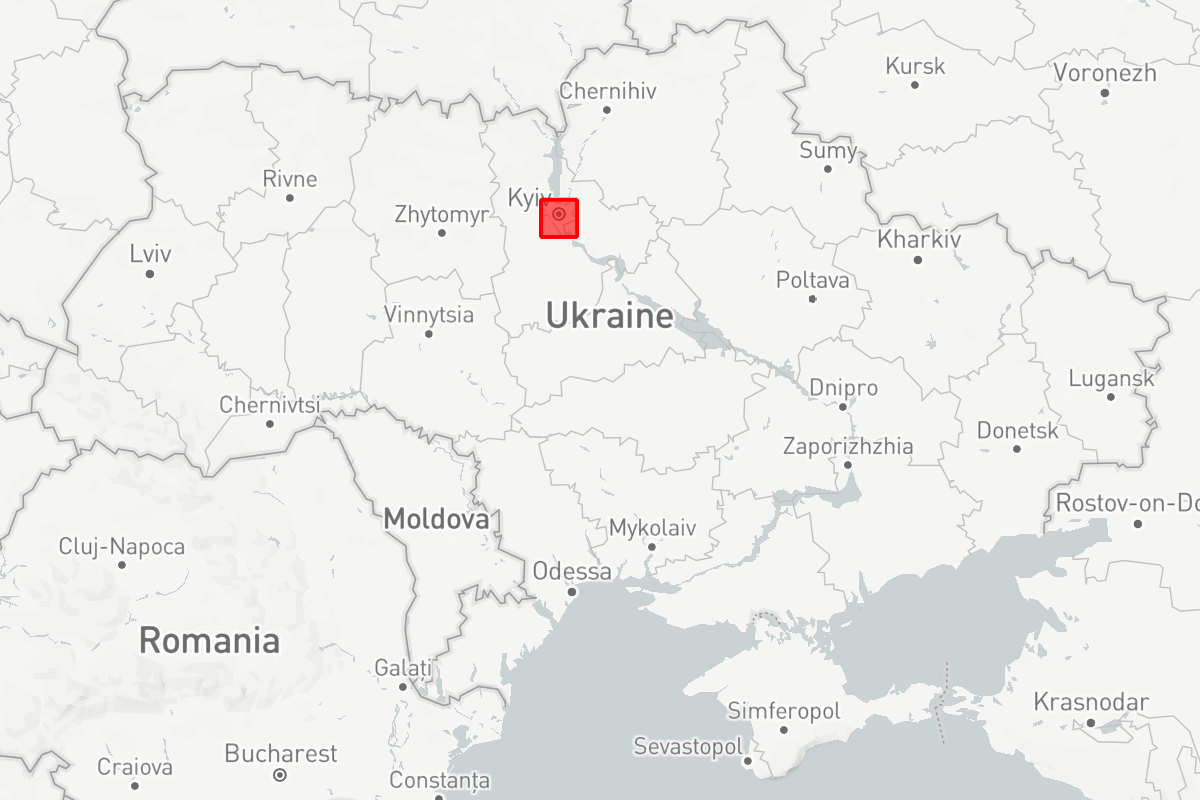 Kursk
Voronezh
Chernihiv
Sumy
Rivne
Kyiv
Zhytomyr
Kharkiv
Lviv
Poltava
Vinnytsia
Ukraine
Lugansk
Dnipro
Chernivtsi
Donetsk
Zaporizhzhia
Rostov-on-Do
Moldova
Mykolaiv
Cluj-Napoca
Odessa
Romania
Galați
Krasnodar
Simferopol
Sevastopol
Bucharest
Craiova
Constanța